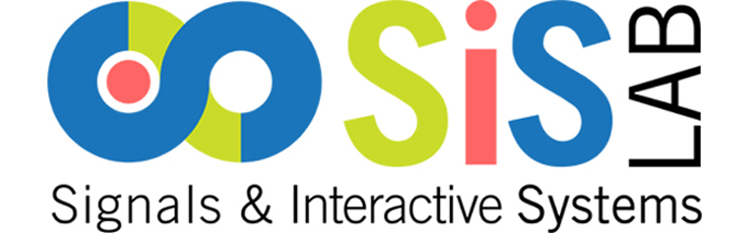 SiS LAB
Signals & Interactive Systems